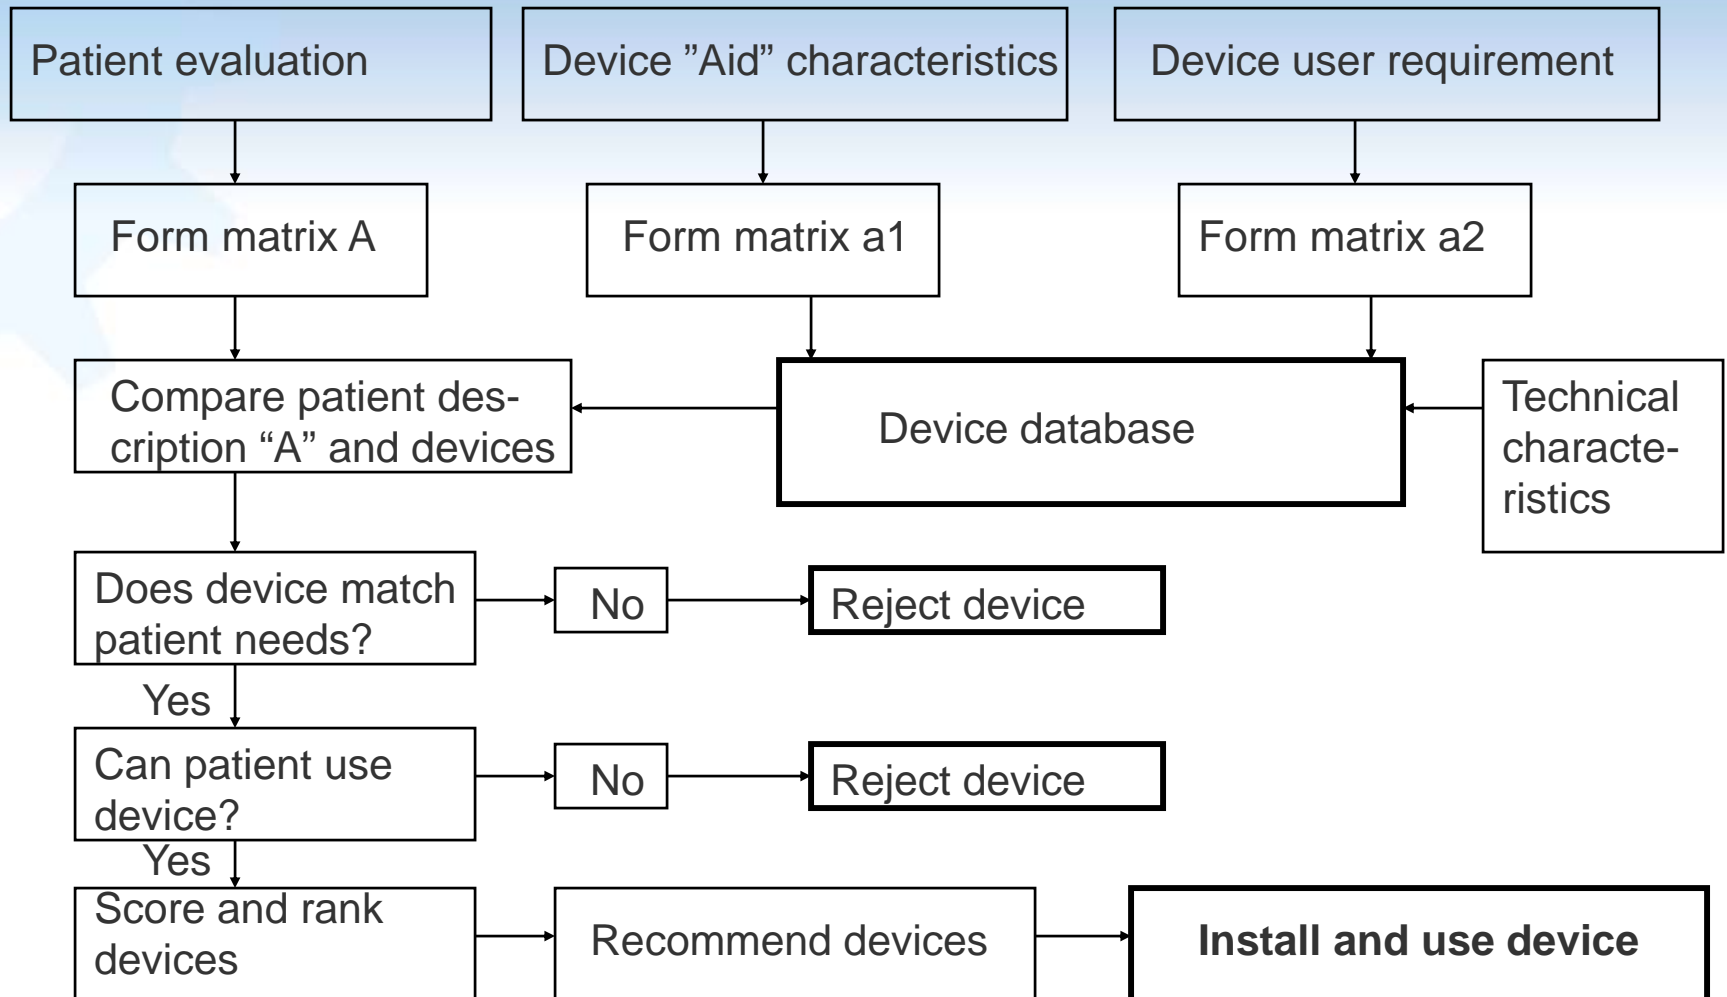 Patient evaluation
Device ”Aid” characteristics
Device user requirement
Form matrix A
Form matrix a1
Form matrix a2
Compare patient des-
cription “A” and devices
Device database
Technical
characte-
ristics
Does device match
patient needs?
No
Reject device
Yes
Can patient use
device?
No
Reject device
Yes
Score and rank
devices
Recommend devices
Install and use device